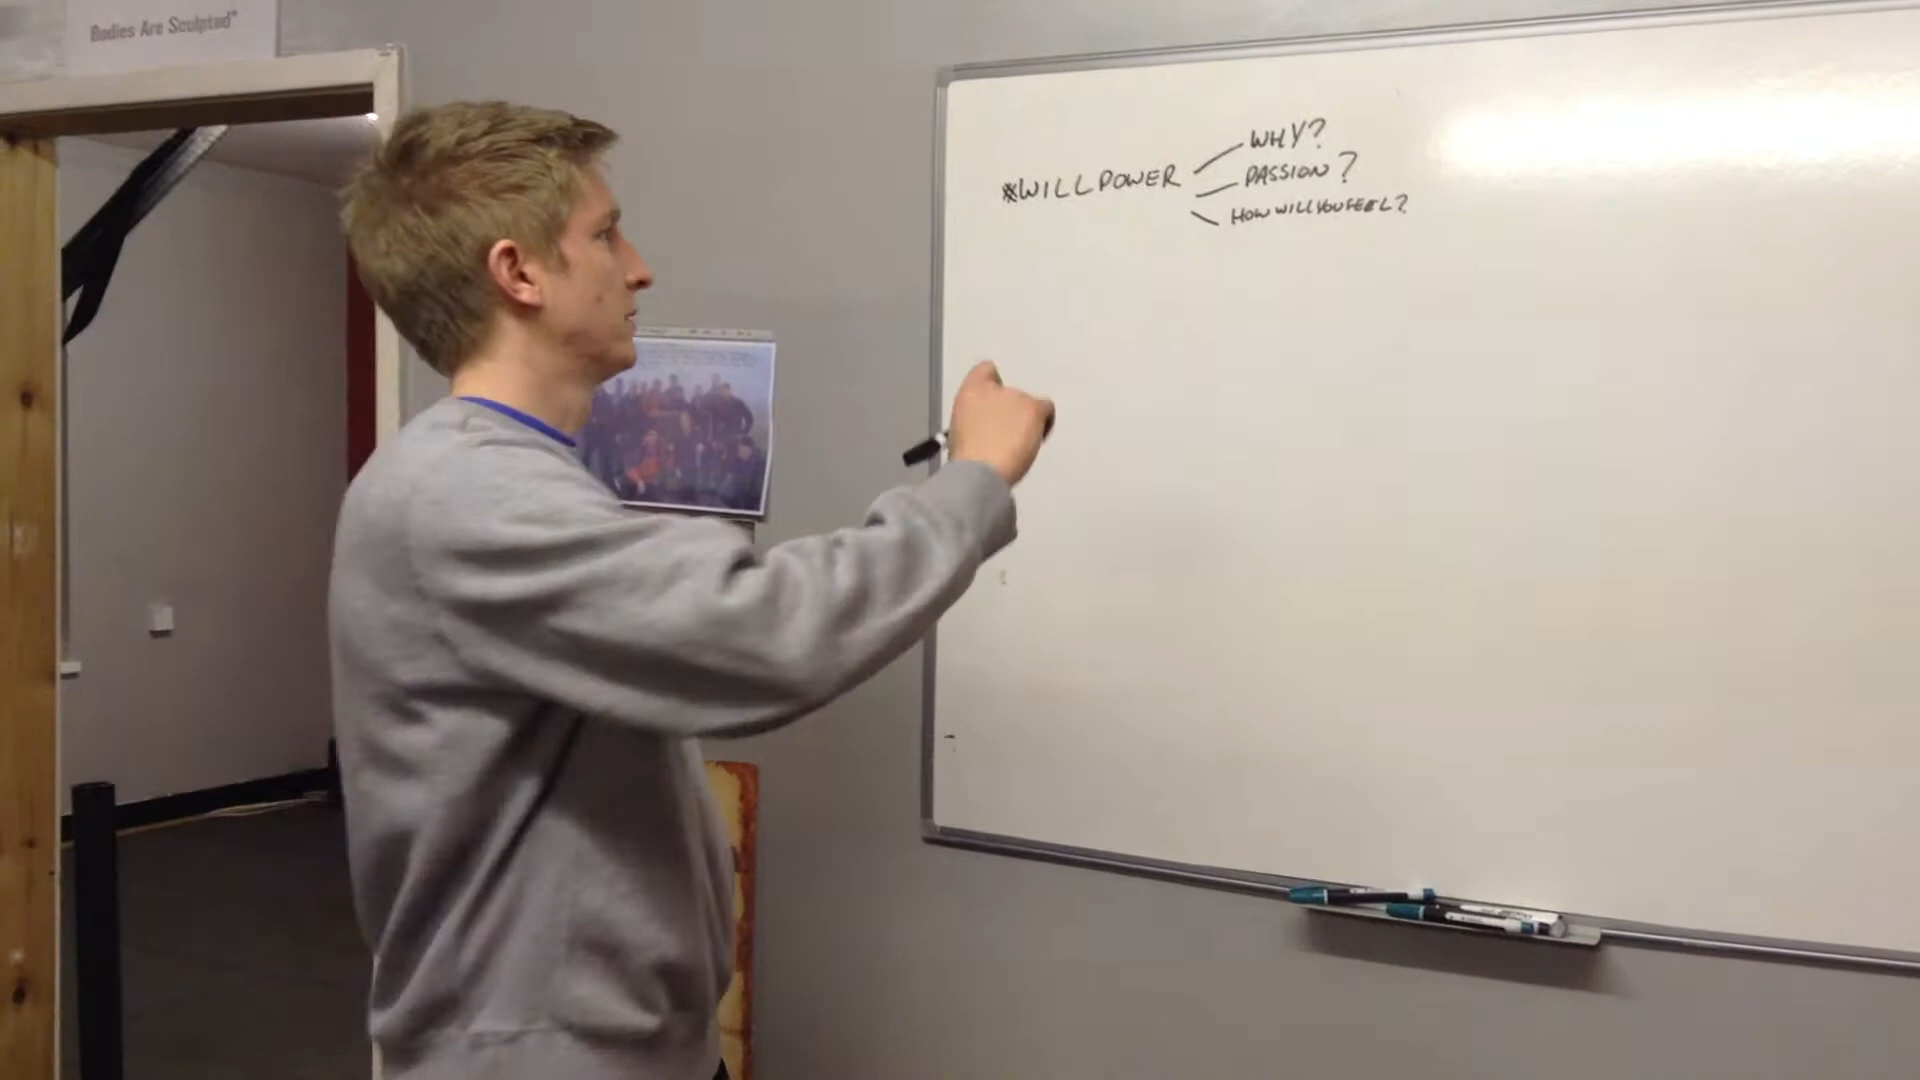 Bodies Are Sculpted"
WHY?
*WILLPOWER
PASSION?
HOW WILL YOU FEEL?